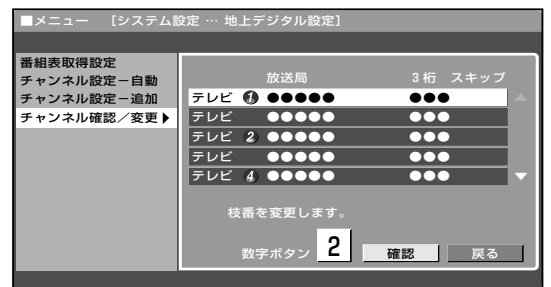 ■メニュー [システム設定 … 地上デジタル設定]
番組表取得設定
チャンネル設定－自動
チャンネル設定－追加
チャンネル確認／変更▶
放送局 3桁 スキップ
テレビ 1 ●●●●● ●●●
テレビ ●●●●● ●●●
テレビ 2 ●●●●● ●●●
テレビ ●●●●● ●●●
テレビ 4 ●●●●● ●●●
枝番を変更します。
数字ボタン 2 確認 戻る